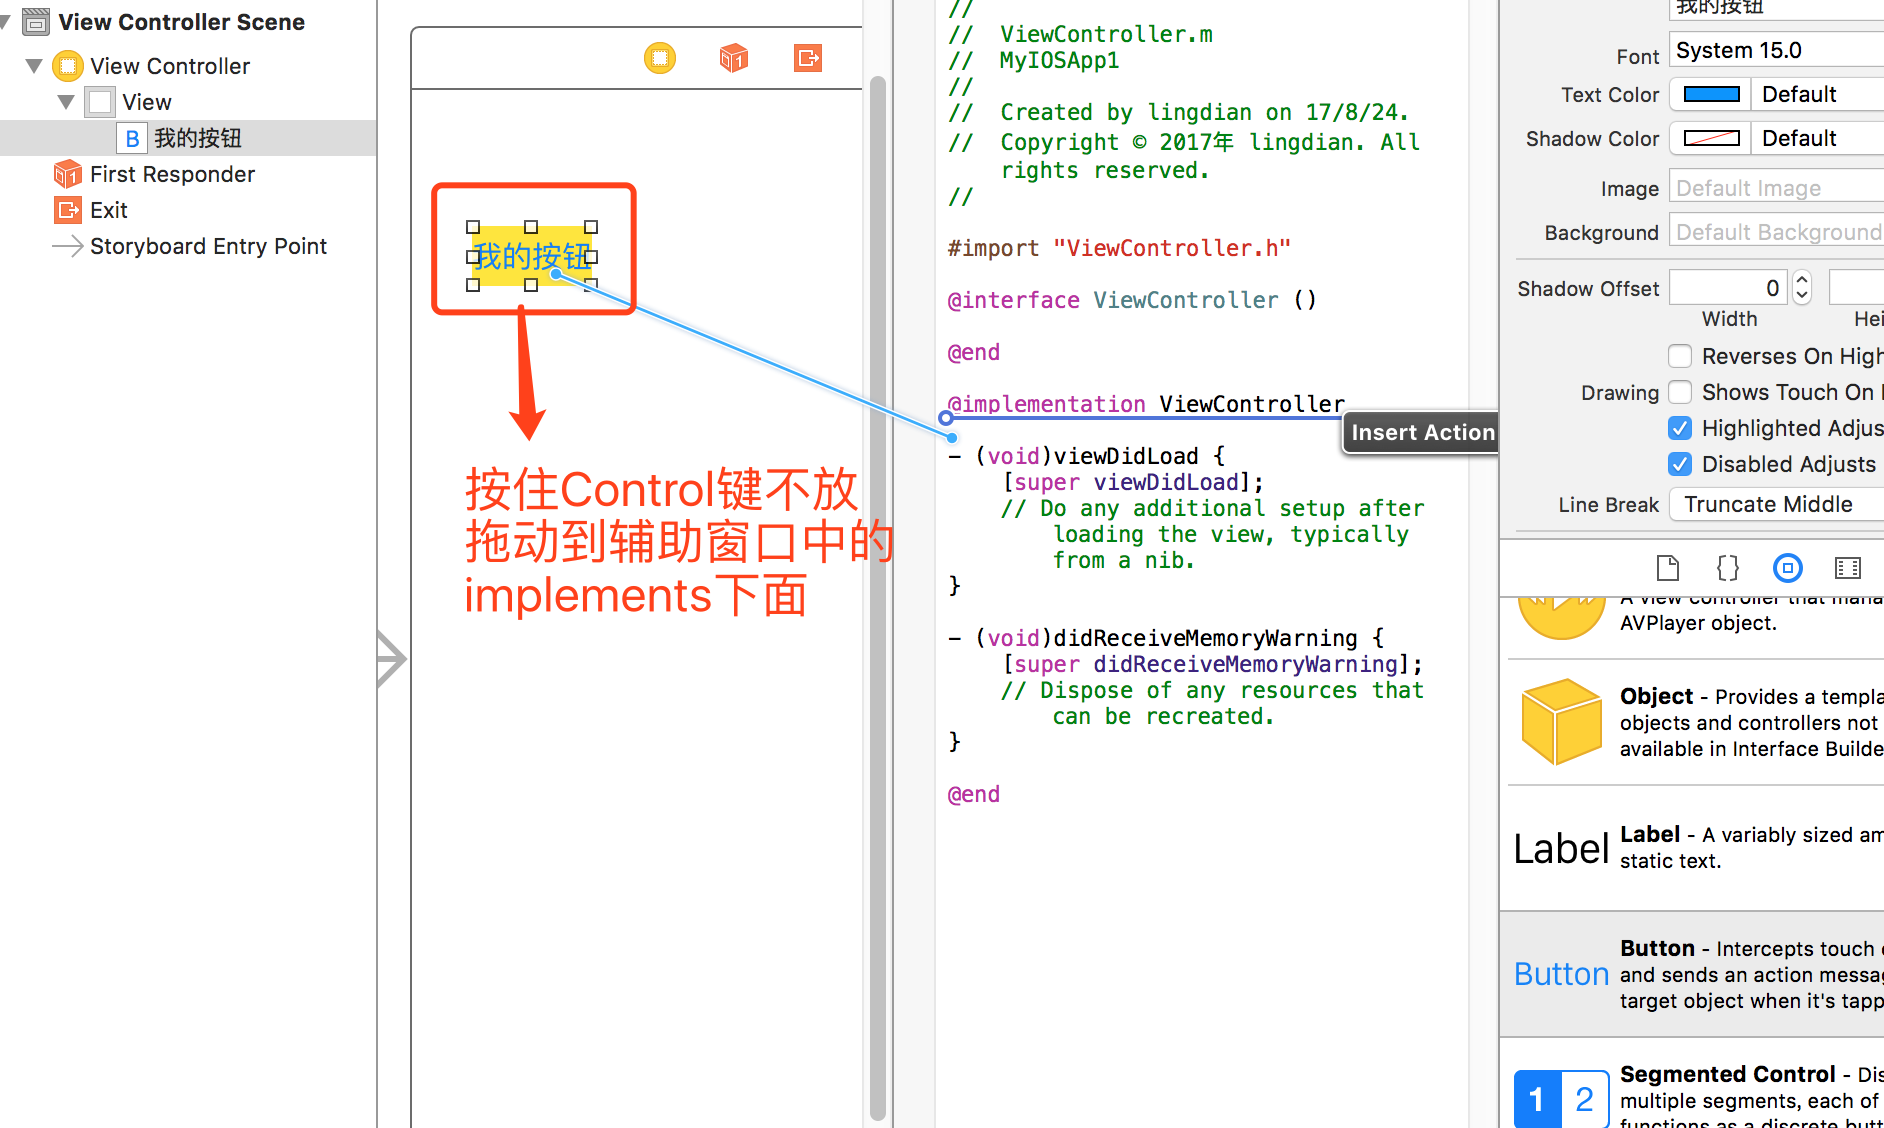 View Controller Scene
View Controller
View
B 我的按钮
First Responder
Exit
Storyboard Entry Point
我的按钮
按住Control键不放
拖动到辅助窗口中的
implements下面
//
// ViewController.m
// MyIOSApp1
//
// Created by lingdian on 17/8/24.
// Copyright © 2017年 lingdian. All
rights reserved.
//
#import "ViewController.h"
@interface ViewController ()
@end
@implementation ViewController
Insert Action
- (void)viewDidLoad {
[super viewDidLoad];
// Do any additional setup after
loading the view, typically
from a nib.
}
- (void)didReceiveMemoryWarning {
[super didReceiveMemoryWarning];
// Dispose of any resources that
can be recreated.
}
@end
我的按钮
Font System 15.0
Text Color Default
Shadow Color Default
Image Default Image
Background Default Background
Shadow Offset 0
Width Hei
Reverses On High
Drawing Shows Touch On
Highlighted Adjus
Disabled Adjusts
Line Break Truncate Middle
{}
A view controller that mana
AVPlayer object.
Object - Provides a templa
objects and controllers not
available in Interface Builde
Label
Label - A variably sized am
static text.
Button
Button - Intercepts touch e
and sends an action messag
target object when it's tapp
1 2
Segmented Control - Dis
multiple segments, each of
functions as a discrete butt